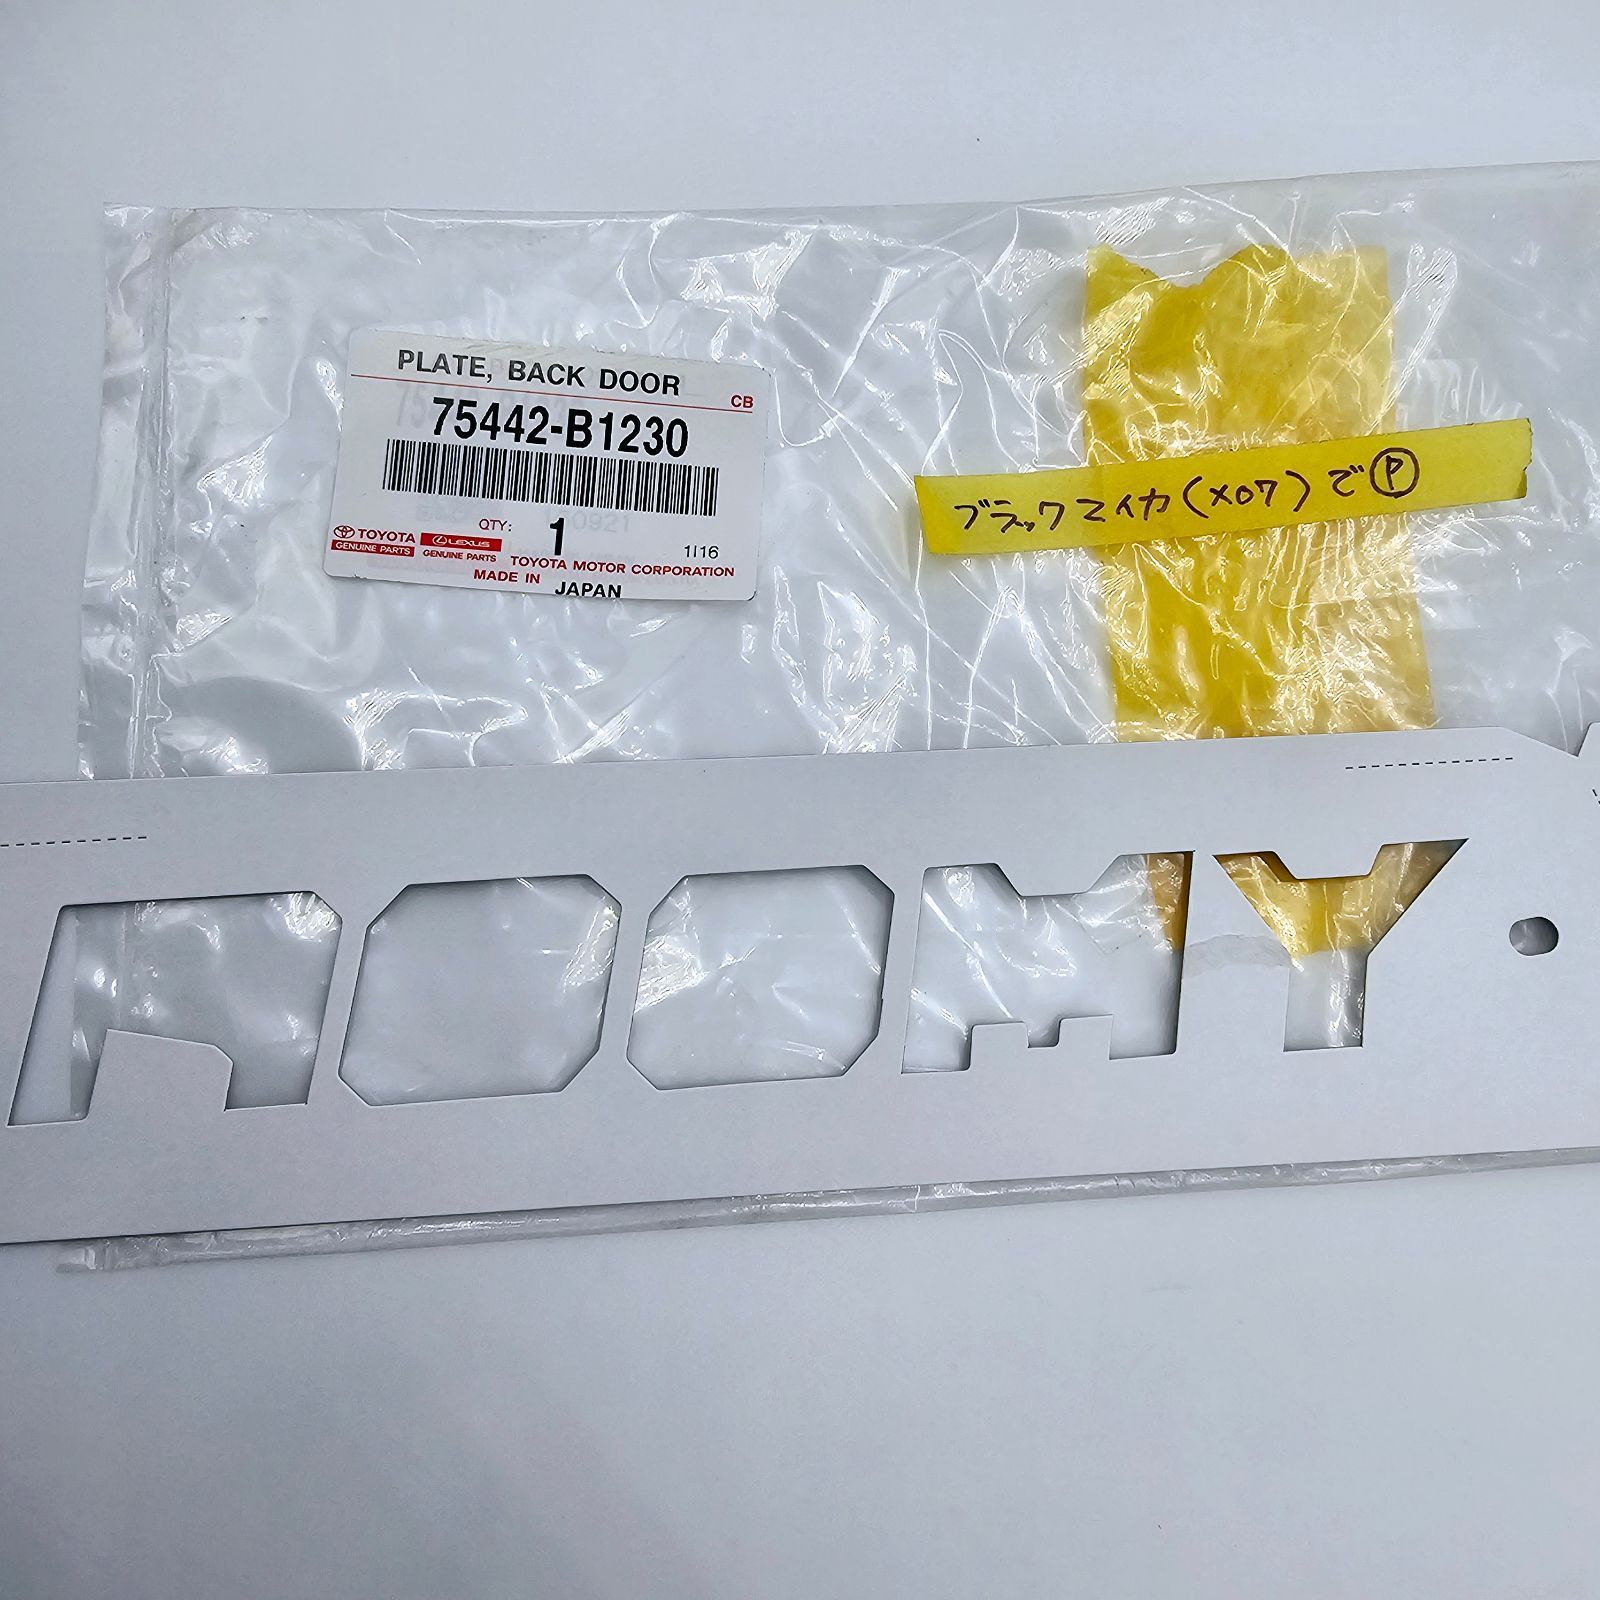 PLATE, BACK DOOR
CB
75442-B1230
QTY: 1
TOYOTA
GENUINE PARTS
LEXUS
GENUINE PARTS
1I16
TOYOTA MOTOR CORPORATION
MADE IN JAPAN
ブラックマイカ(X07)でⓅ
ROOMY